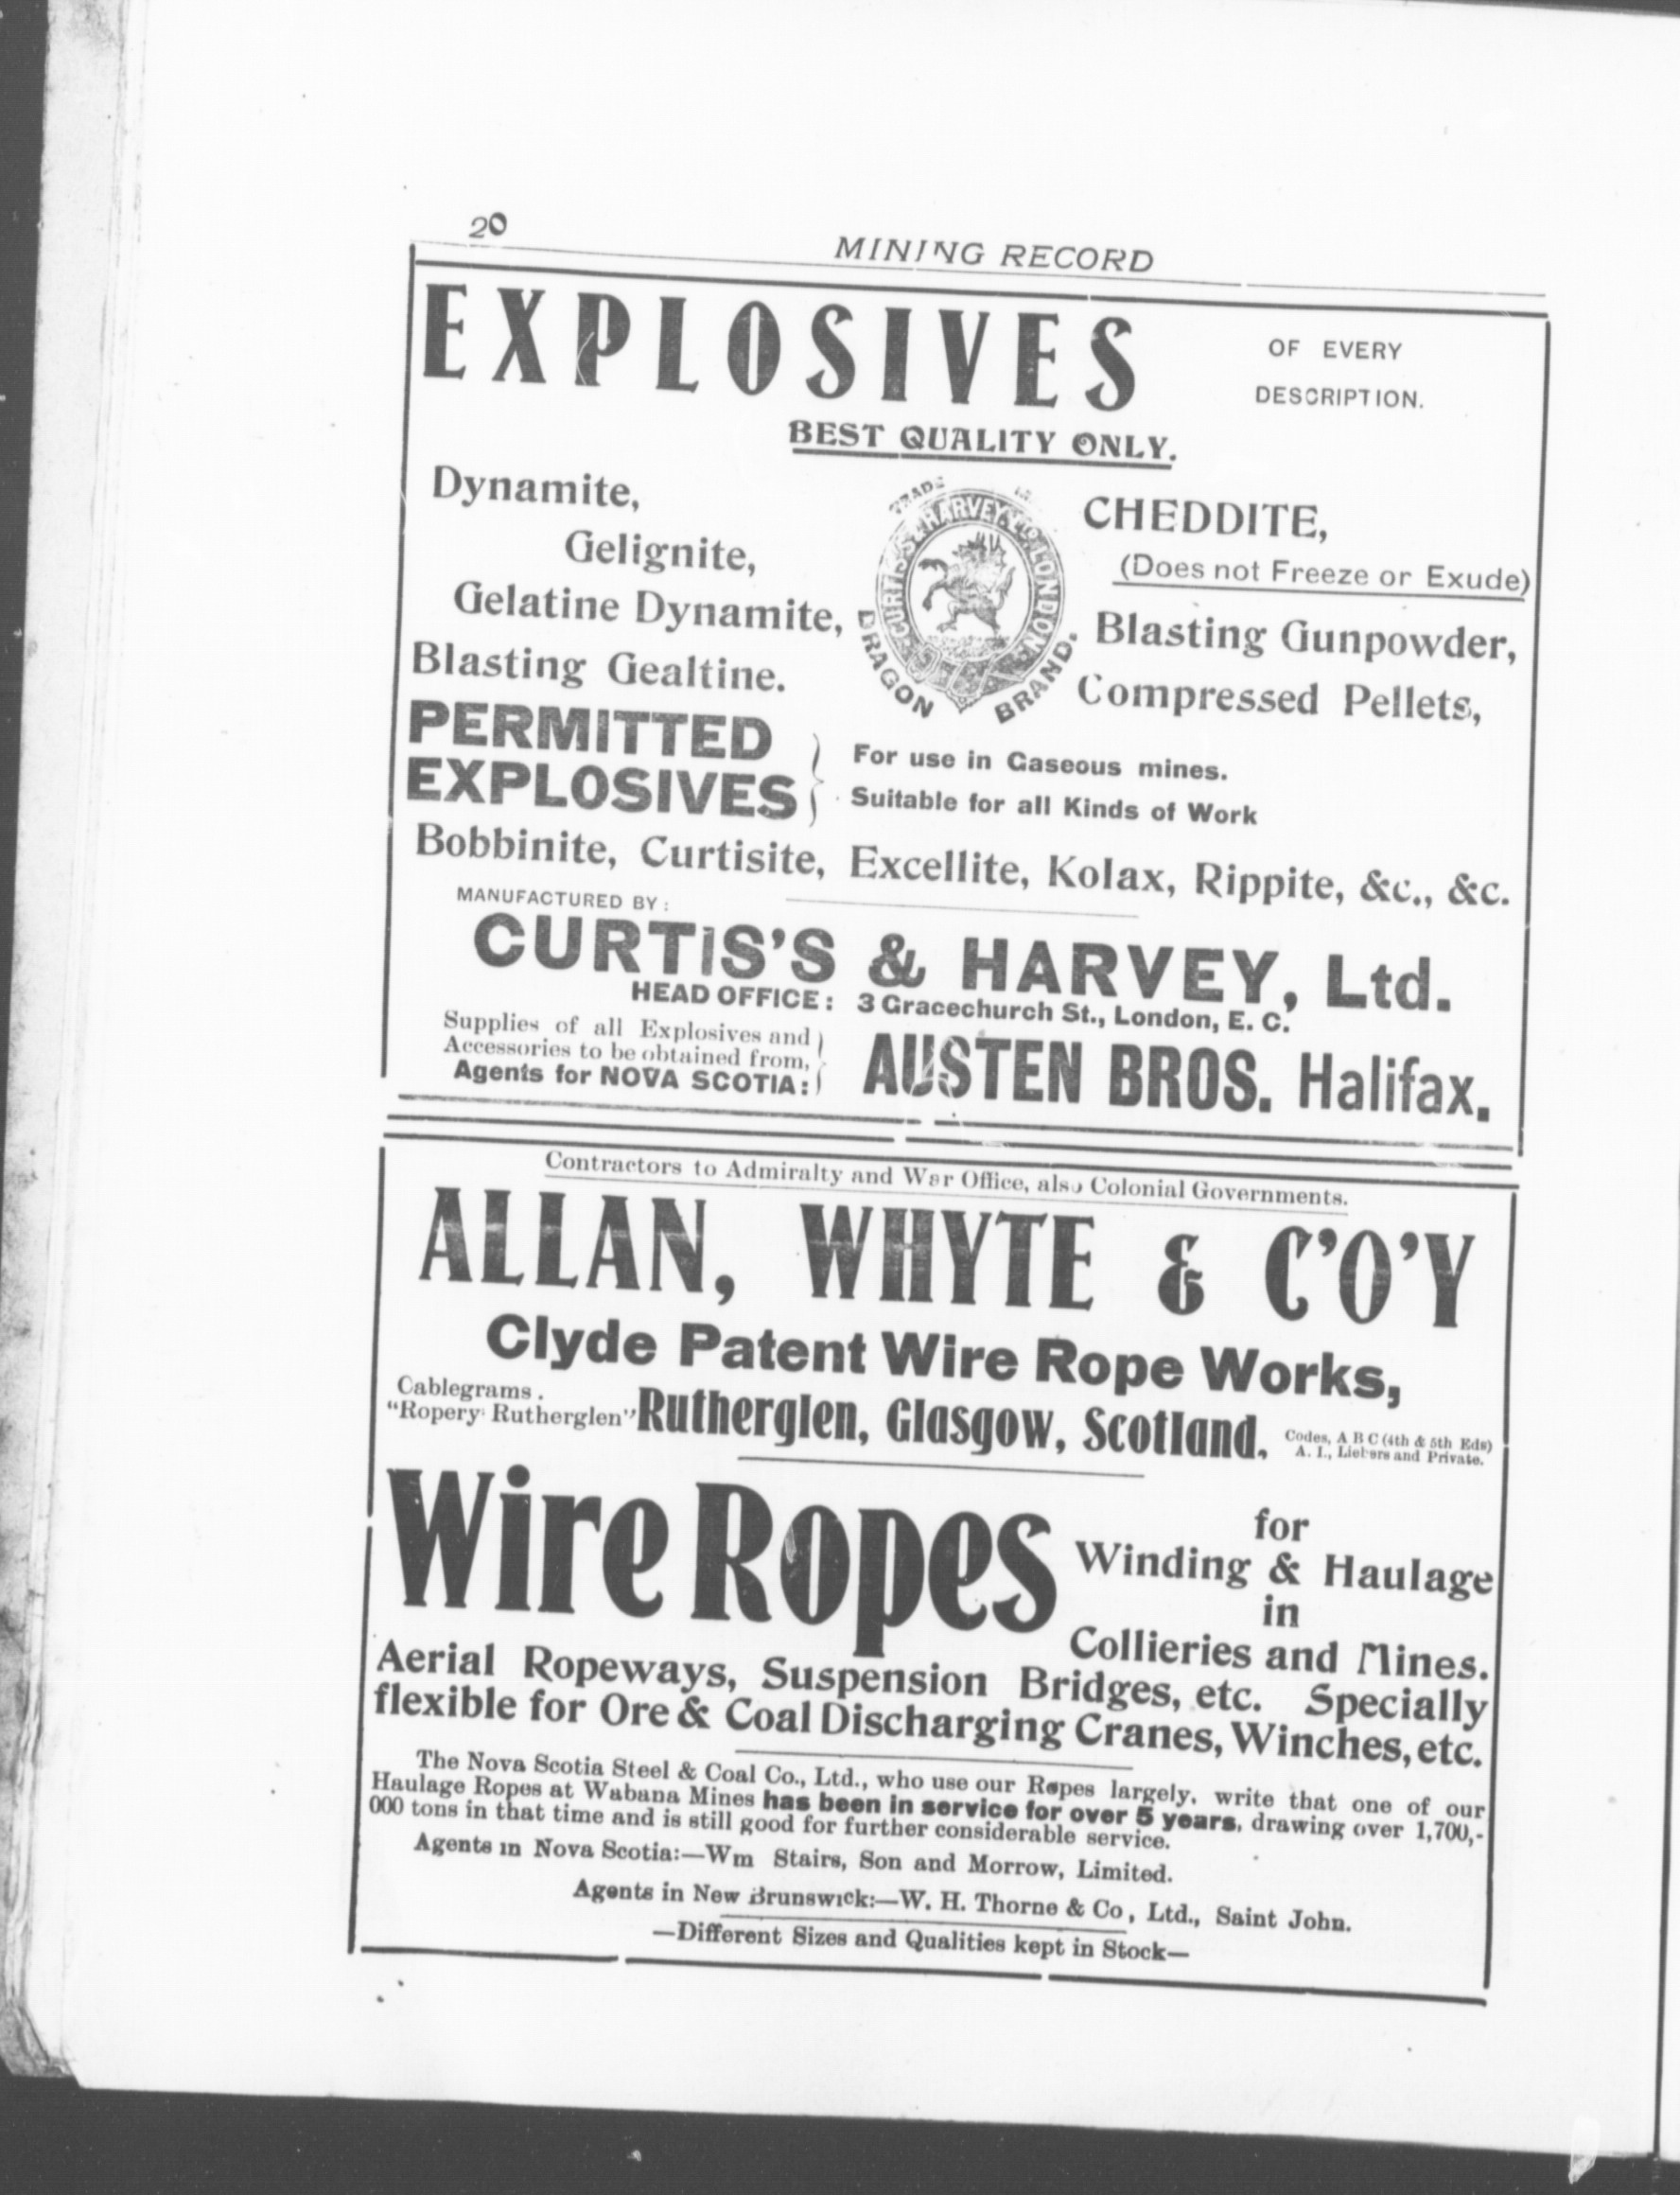 20
MINING RECORD
EXPLOSIVES
OF EVERY
DESCRIPTION.
BEST QUALITY ONLY.
Dynamite,
Gelignite,
Gelatine Dynamite,
Blasting Gealtine.
TRADE
CURTIS'S & HARVEY LTD LONDON
DRAGON BRAND.
CHEDDITE,
(Does not Freeze or Exude)
Blasting Gunpowder,
Compressed Pellets,
PERMITTED
EXPLOSIVES
For use in Gaseous mines.
Suitable for all Kinds of Work
Bobbinite, Curtisite, Excellite, Kolax, Rippite, &c., &c.
MANUFACTURED BY:
CURTIS'S & HARVEY, Ltd.
HEAD OFFICE: 3 Gracechurch St., London, E. C.
Supplies of all Explosives and
Accessories to be obtained from,
Agents for NOVA SCOTIA:
AUSTEN BROS. Halifax.
Contractors to Admiralty and War Office, also Colonial Governments.
ALLAN, WHYTE & C'O'Y
Clyde Patent Wire Rope Works,
Cablegrams.
"Ropery Rutherglen"
Rutherglen, Glasgow, Scotland.
Codes, A B C (4th & 5th Eds)
A. I., Liebers and Private.
Wire Ropes
for
Winding & Haulage
in
Collieries and Mines.
Aerial Ropeways, Suspension Bridges, etc. Specially
flexible for Ore & Coal Discharging Cranes, Winches, etc.
The Nova Scotia Steel & Coal Co., Ltd., who use our Ropes largely, write that one of our
Haulage Ropes at Wabana Mines has been in service for over 5 years, drawing over 1,700,-
000 tons in that time and is still good for further considerable service.
Agents in Nova Scotia:—Wm Stairs, Son and Morrow, Limited.
Agents in New Brunswick:—W. H. Thorne & Co, Ltd., Saint John.
—Different Sizes and Qualities kept in Stock—